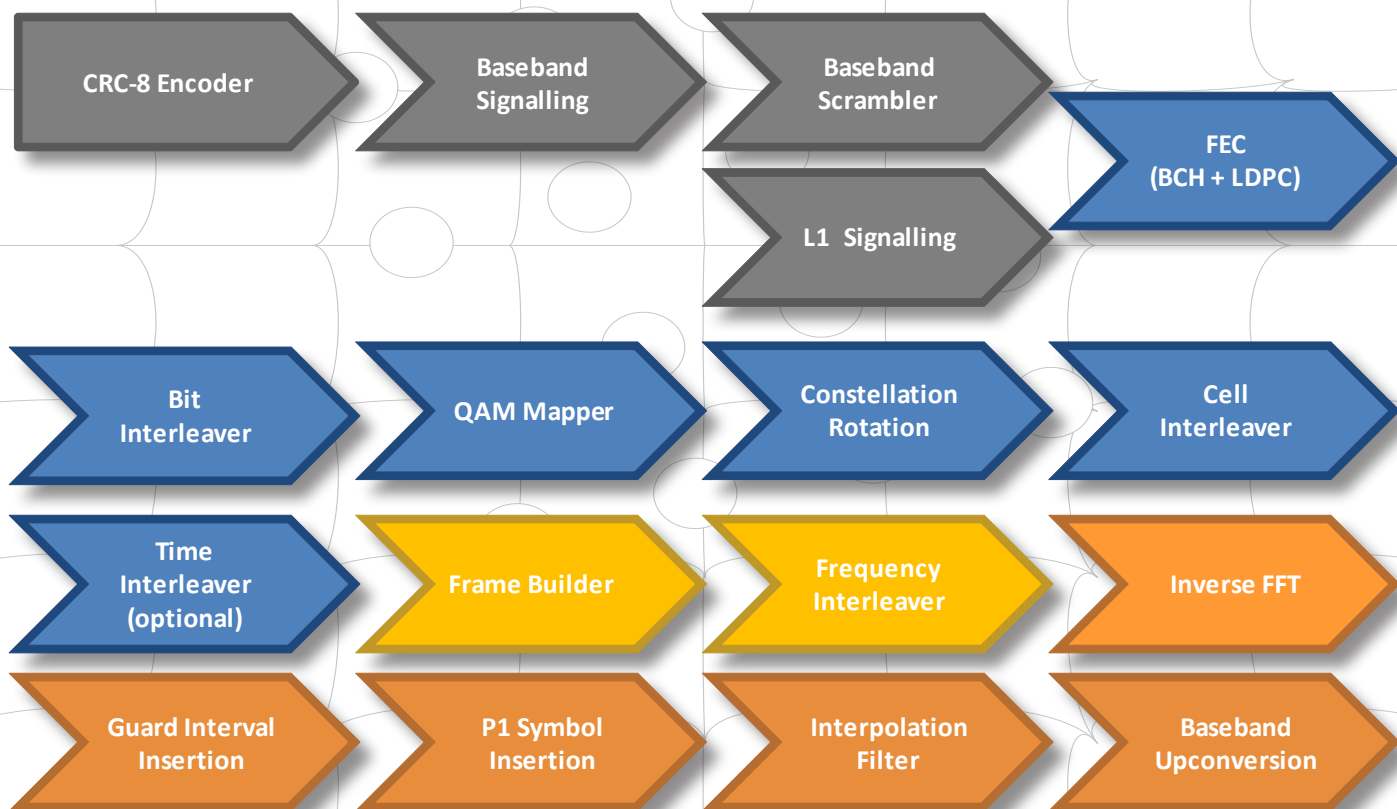 CRC-8 Encoder
Baseband
Signalling
Baseband
Scrambler
FEC
(BCH + LDPC)
L1 Signalling
Bit
Interleaver
QAM Mapper
Constellation
Rotation
Cell
Interleaver
Time
Interleaver
(optional)
Frame Builder
Frequency
Interleaver
Inverse FFT
Guard Interval
Insertion
P1 Symbol
Insertion
Interpolation
Filter
Baseband
Upconversion